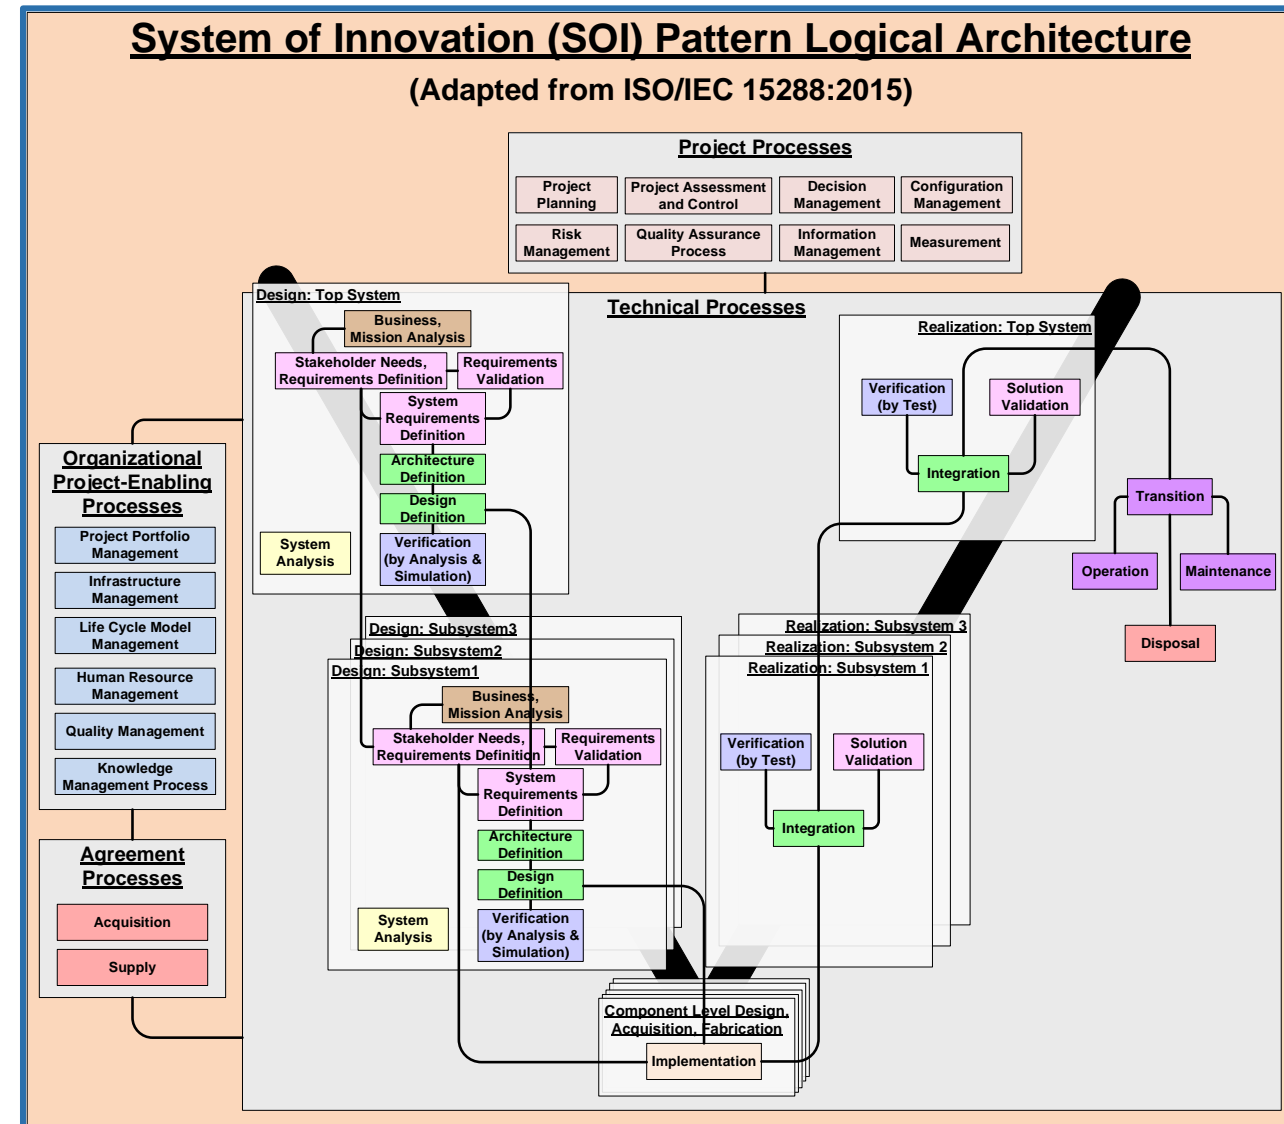 System of Innovation (SOI) Pattern Logical Architecture
(Adapted from ISO/IEC 15288:2015)
Project Processes
Project
Planning
Project Assessment
and Control
Decision
Management
Configuration
Management
Risk
Management
Quality Assurance
Process
Information
Management
Measurement
Technical Processes
Design: Top System
Business,
Mission Analysis
Stakeholder Needs,
Requirements Definition
Requirements
Validation
System
Requirements
Definition
Architecture
Definition
Design
Definition
Verification
(by Analysis &
Simulation)
System
Analysis
Realization: Top System
Verification
(by Test)
Solution
Validation
Integration
Transition
Operation
Maintenance
Disposal
Organizational
Project-Enabling
Processes
Project Portfolio
Management
Infrastructure
Management
Life Cycle Model
Management
Human Resource
Management
Quality Management
Knowledge
Management Process
Agreement
Processes
Acquisition
Supply
Design: Subsystem3
Design: Subsystem2
Design: Subsystem1
Business,
Mission Analysis
Stakeholder Needs,
Requirements Definition
Requirements
Validation
System
Requirements
Definition
Architecture
Definition
Design
Definition
Verification
(by Analysis &
Simulation)
System
Analysis
Realization: Subsystem 3
Realization: Subsystem 2
Realization: Subsystem 1
Verification
(by Test)
Solution
Validation
Integration
Component Level Design,
Acquisition, Fabrication
Implementation